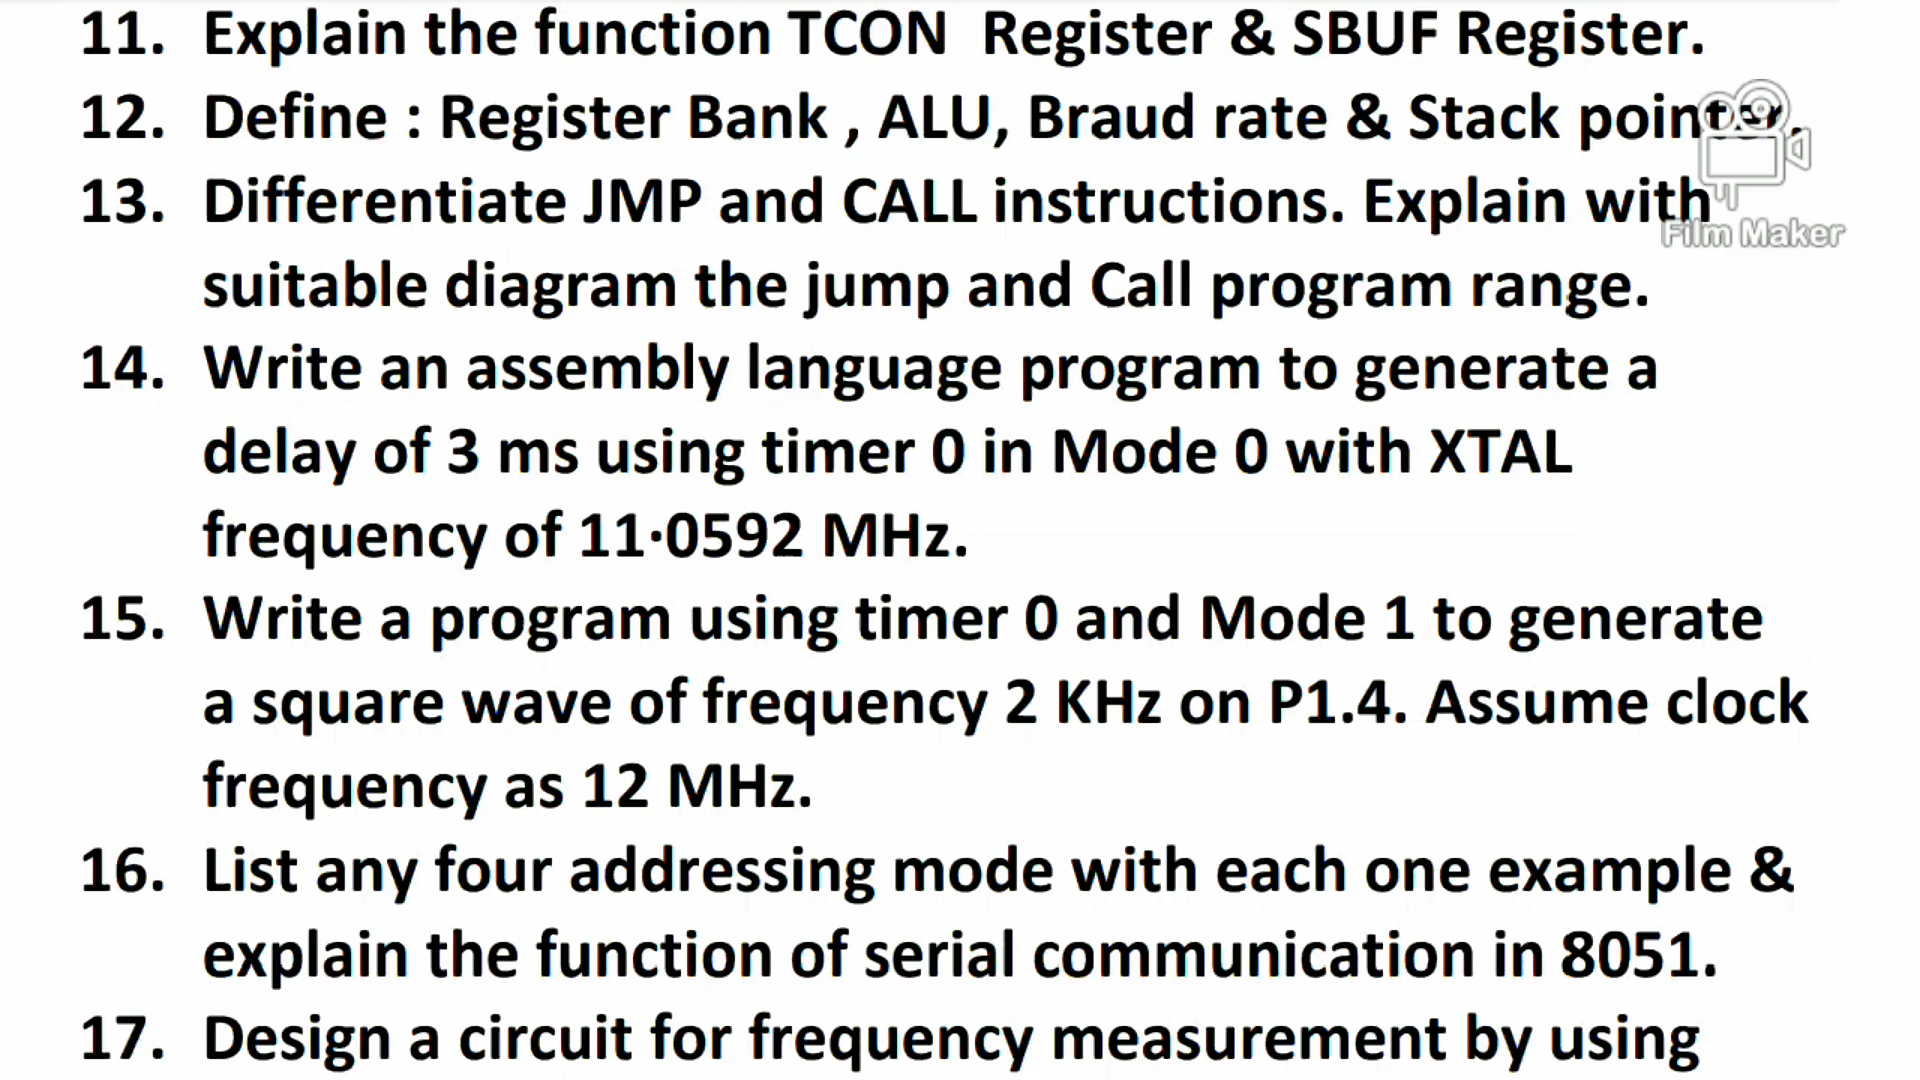 11. Explain the function TCON Register & SBUF Register.
12. Define : Register Bank , ALU, Braud rate & Stack pointer.
13. Differentiate JMP and CALL instructions. Explain with
suitable diagram the jump and Call program range.
14. Write an assembly language program to generate a
delay of 3 ms using timer 0 in Mode 0 with XTAL
frequency of 11·0592 MHz.
15. Write a program using timer 0 and Mode 1 to generate
a square wave of frequency 2 KHz on P1.4. Assume clock
frequency as 12 MHz.
16. List any four addressing mode with each one example &
explain the function of serial communication in 8051.
17. Design a circuit for frequency measurement by using
Film Maker